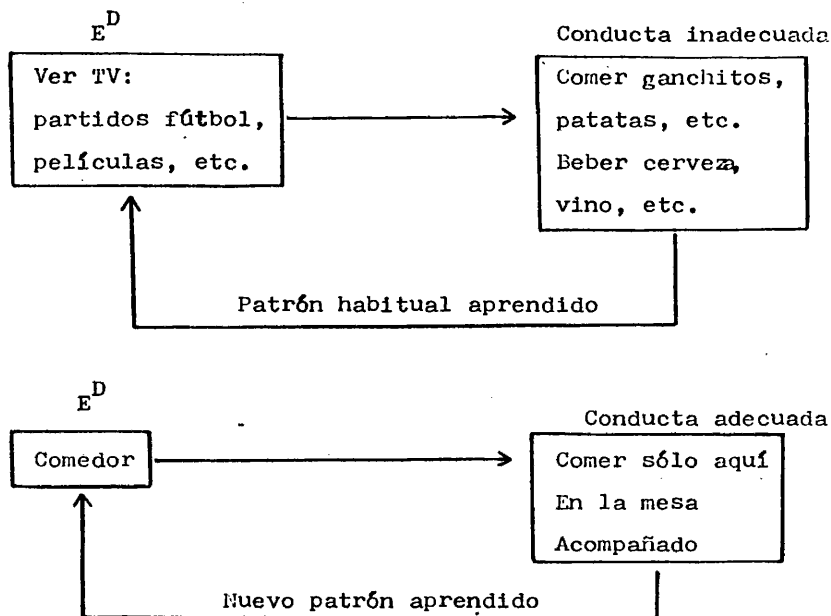 E^D
Conducta inadecuada
Ver TV:
partidos fútbol,
películas, etc.
Comer ganchitos,
patatas, etc.
Beber cerveza,
vino, etc.
Patrón habitual aprendido
E^D
Conducta adecuada
Comedor
Comer sólo aquí
En la mesa
Acompañado
Nuevo patrón aprendido